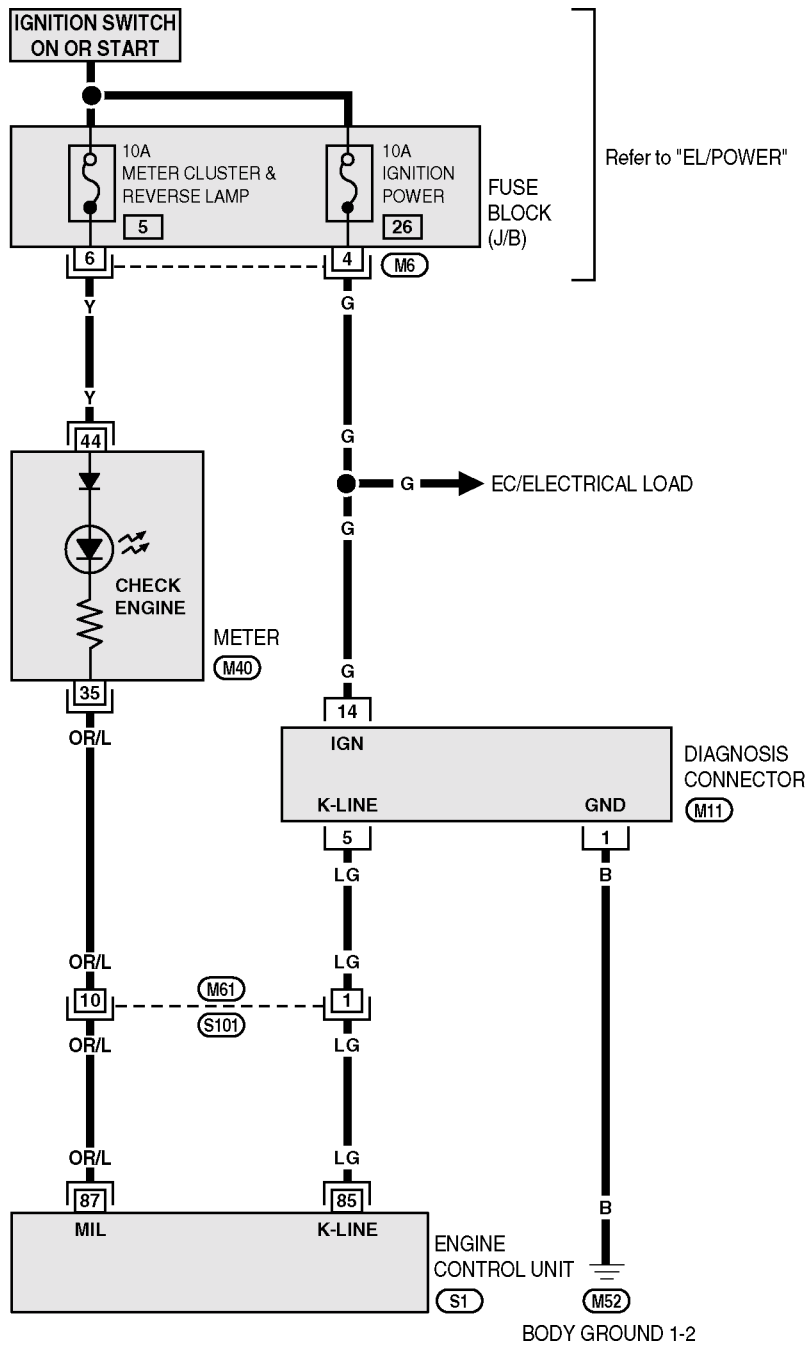 IGNITION SWITCH
ON OR START
Refer to "EL/POWER"
10A
METER CLUSTER &
REVERSE LAMP
5
10A
IGNITION
POWER
26
FUSE
BLOCK
(J/B)
6
4
M6
Y
G
Y
G
44
G
EC/ELECTRICAL LOAD
G
CHECK
ENGINE
METER
M40
G
35
14
OR/L
IGN
DIAGNOSIS
CONNECTOR
M11
K-LINE
GND
5
1
LG
B
OR/L
LG
10
M61
1
S101
OR/L
LG
OR/L
LG
87
85
B
MIL
K-LINE
ENGINE
CONTROL UNIT
S1
M52
BODY GROUND 1-2